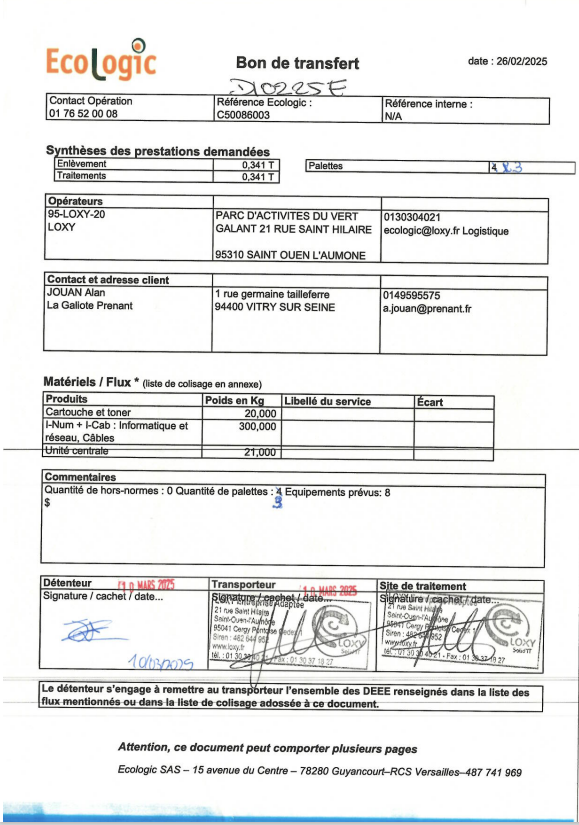 EcoLogic
Bon de transfert
date : 26/02/2025
D10225E
Contact Opération
01 76 52 00 08
Référence Ecologic :
C50086003
Référence interne :
N/A
Synthèses des prestations demandées
Enlèvement 0,341 T
Traitements 0,341 T
Palettes 4 3
Opérateurs
95-LOXY-20
LOXY
PARC D'ACTIVITES DU VERT
GALANT 21 RUE SAINT HILAIRE
95310 SAINT OUEN L'AUMONE
0130304021
ecologic@loxy.fr Logistique
Contact et adresse client
JOUAN Alan
La Galiote Prenant
1 rue germaine tailleferre
94400 VITRY SUR SEINE
0149595575
a.jouan@prenant.fr
Matériels / Flux * (liste de colisage en annexe)
Produits Poids en Kg Libellé du service Écart
Cartouche et toner 20,000
I-Num + I-Cab : Informatique et
réseau, Câbles 300,000
Unité centrale 21,000
Commentaires
Quantité de hors-normes : 0 Quantité de palettes : 4 Equipements prévus: 8
3
$
Détenteur
10 MARS 2025
Signature / cachet / date...
10/03/2025
Transporteur
10 MARS 2025
Signature / cachet / date...
Entreprise Adaptée
21 rue Saint Hilaire
Saint-Ouen-l'Aumône
95041 Cergy Pontoise Cedex 1
Siren : 482 64 952
www.loxy.fr
tél. : 01 30 30 Fax : 01 30 37 18 27
LOXY
Solid'IT
Site de traitement
Signature / cachet / date...
21 rue Saint Hilaire
Saint-Ouen-l'Aumône
95041 Cergy Pontoise Cedex 1
Siren : 482 64 952
www.loxy.fr
tél. : 01 30 30 40 21 - Fax : 01 30 37 18 27
LOXY
Solid'IT
Le détenteur s'engage à remettre au transporteur l'ensemble des DEEE renseignés dans la liste des
flux mentionnés ou dans la liste de colisage adossée à ce document.
Attention, ce document peut comporter plusieurs pages
Ecologic SAS – 15 avenue du Centre – 78280 Guyancourt–RCS Versailles–487 741 969